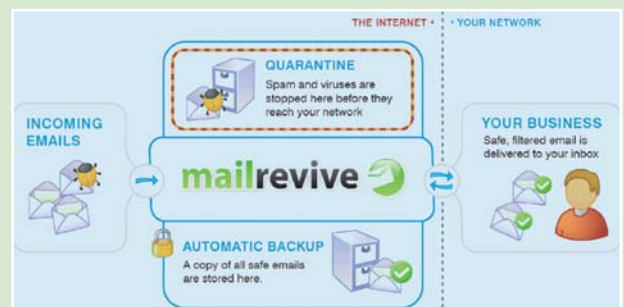 THE INTERNET
YOUR NETWORK
QUARANTINE
Spam and viruses are
stopped here before they
reach your network
INCOMING
EMAILS
mailrevive
YOUR BUSINESS
Safe, filtered email is
delivered to your inbox
AUTOMATIC BACKUP
A copy of all safe emails
are stored here.